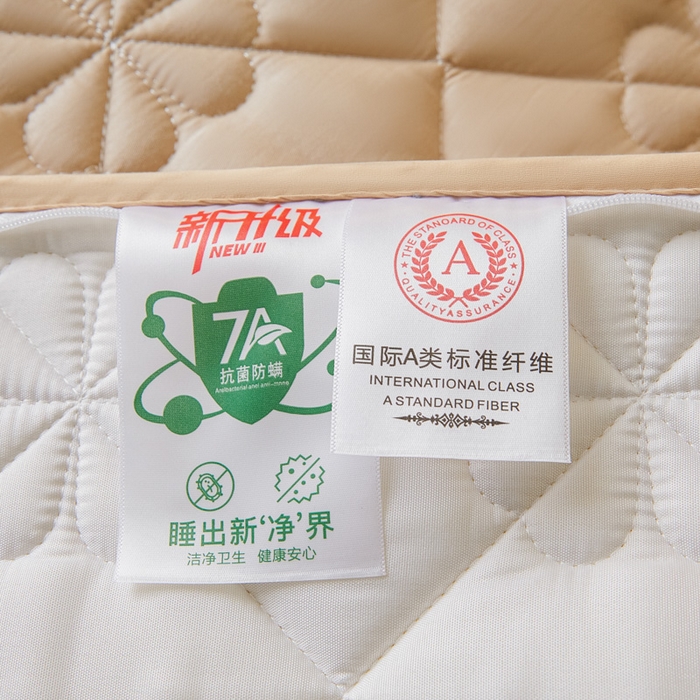 新升级
NEW
7A
抗菌防螨
睡出新‘净’界
洁净卫生 健康安心
THE STANDARD OF CLASS
A
QUALITY ASSURANCE
国际A类标准纤维
INTERNATIONAL CLASS
A STANDARD FIBER